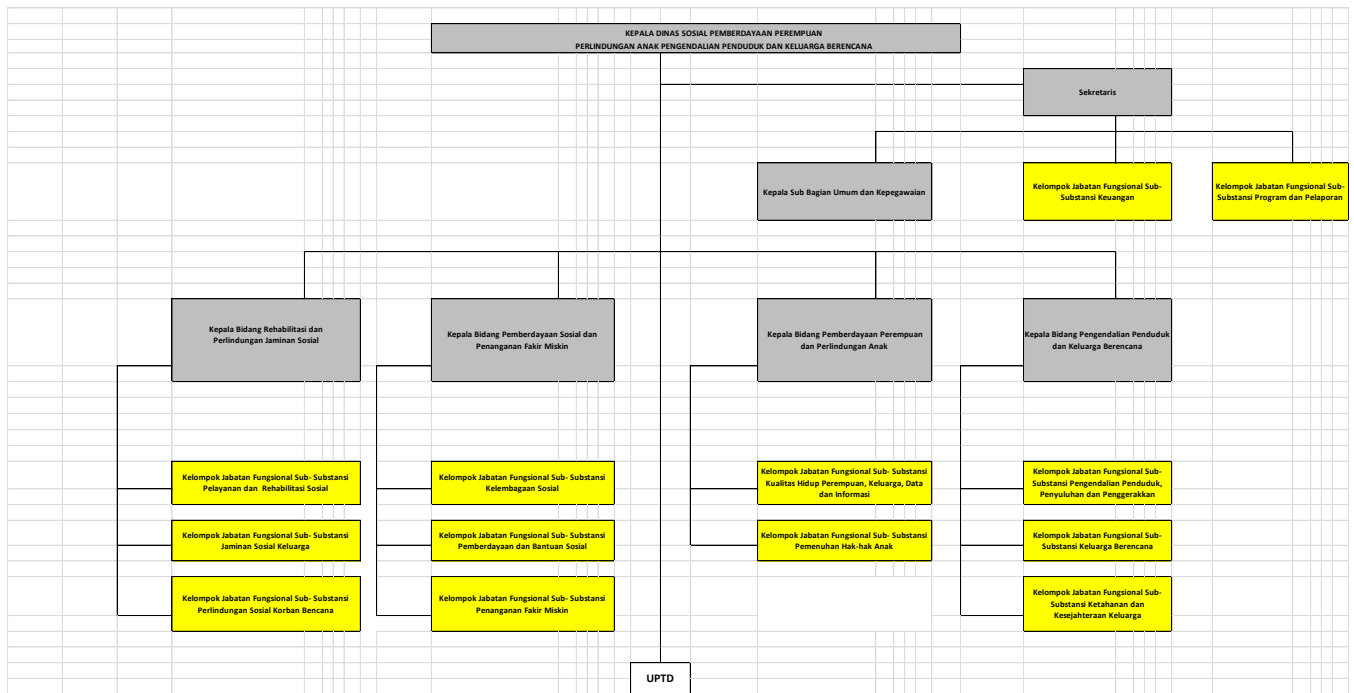 KEPALA DINAS SOSIAL PEMBERDAYAAN PEREMPUAN
PERLINDUNGAN ANAK PENGENDALIAN PENDUDUK DAN KELUARGA BERENCANA
Sekretaris
Kepala Sub Bagian Umum dan Kepegawaian
Kelompok Jabatan Fungsional Sub-
Substansi Keuangan
Kelompok Jabatan Fungsional Sub-
Substansi Program dan Pelaporan
Kepala Bidang Rehabilitasi dan
Perlindungan Jaminan Sosial
Kepala Bidang Pemberdayaan Sosial dan
Penanganan Fakir Miskin
Kepala Bidang Pemberdayaan Perempuan
dan Perlindungan Anak
Kepala Bidang Pengendalian Penduduk
dan Keluarga Berencana
Kelompok Jabatan Fungsional Sub- Substansi
Pelayanan dan Rehabilitasi Sosial
Kelompok Jabatan Fungsional Sub- Substansi
Kelembagaan Sosial
Kelompok Jabatan Fungsional Sub- Substansi
Kualitas Hidup Perempuan, Keluarga, Data
dan Informasi
Kelompok Jabatan Fungsional Sub-
Substansi Pengendalian Penduduk,
Penyuluhan dan Penggerakkan
Kelompok Jabatan Fungsional Sub- Substansi
Jaminan Sosial Keluarga
Kelompok Jabatan Fungsional Sub- Substansi
Pemberdayaan dan Bantuan Sosial
Kelompok Jabatan Fungsional Sub- Substansi
Pemenuhan Hak-hak Anak
Kelompok Jabatan Fungsional Sub-
Substansi Keluarga Berencana
Kelompok Jabatan Fungsional Sub- Substansi
Perlindungan Sosial Korban Bencana
Kelompok Jabatan Fungsional Sub- Substansi
Penanganan Fakir Miskin
Kelompok Jabatan Fungsional Sub-
Substansi Ketahanan dan
Kesejahteraan Keluarga
UPTD